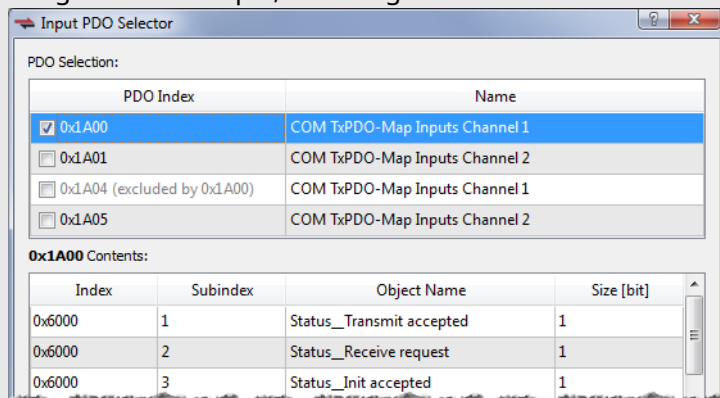 Input PDO Selector
PDO Selection:
PDO Index Name
0x1A00 COM TxPDO-Map Inputs Channel 1
0x1A01 COM TxPDO-Map Inputs Channel 2
0x1A04 (excluded by 0x1A00) COM TxPDO-Map Inputs Channel 1
0x1A05 COM TxPDO-Map Inputs Channel 2
0x1A00 Contents:
Index Subindex Object Name Size [bit]
0x6000 1 Status__Transmit accepted 1
0x6000 2 Status__Receive request 1
0x6000 3 Status__Init accepted 1